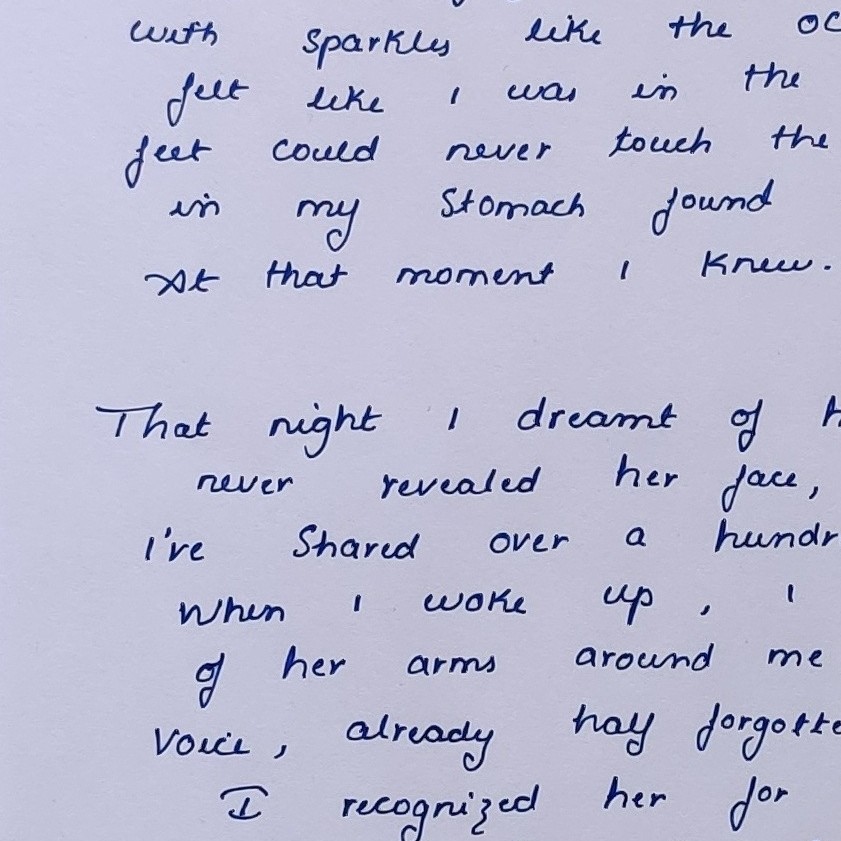 with sparkles like the oc
felt like I was in the
feet could never touch the
in my stomach found
At that moment I knew.
That night I dreamt of
never revealed her face,
I've shared over a hundr
When I woke up, I
of her arms around me
voice, already half forgotte
I recognized her for